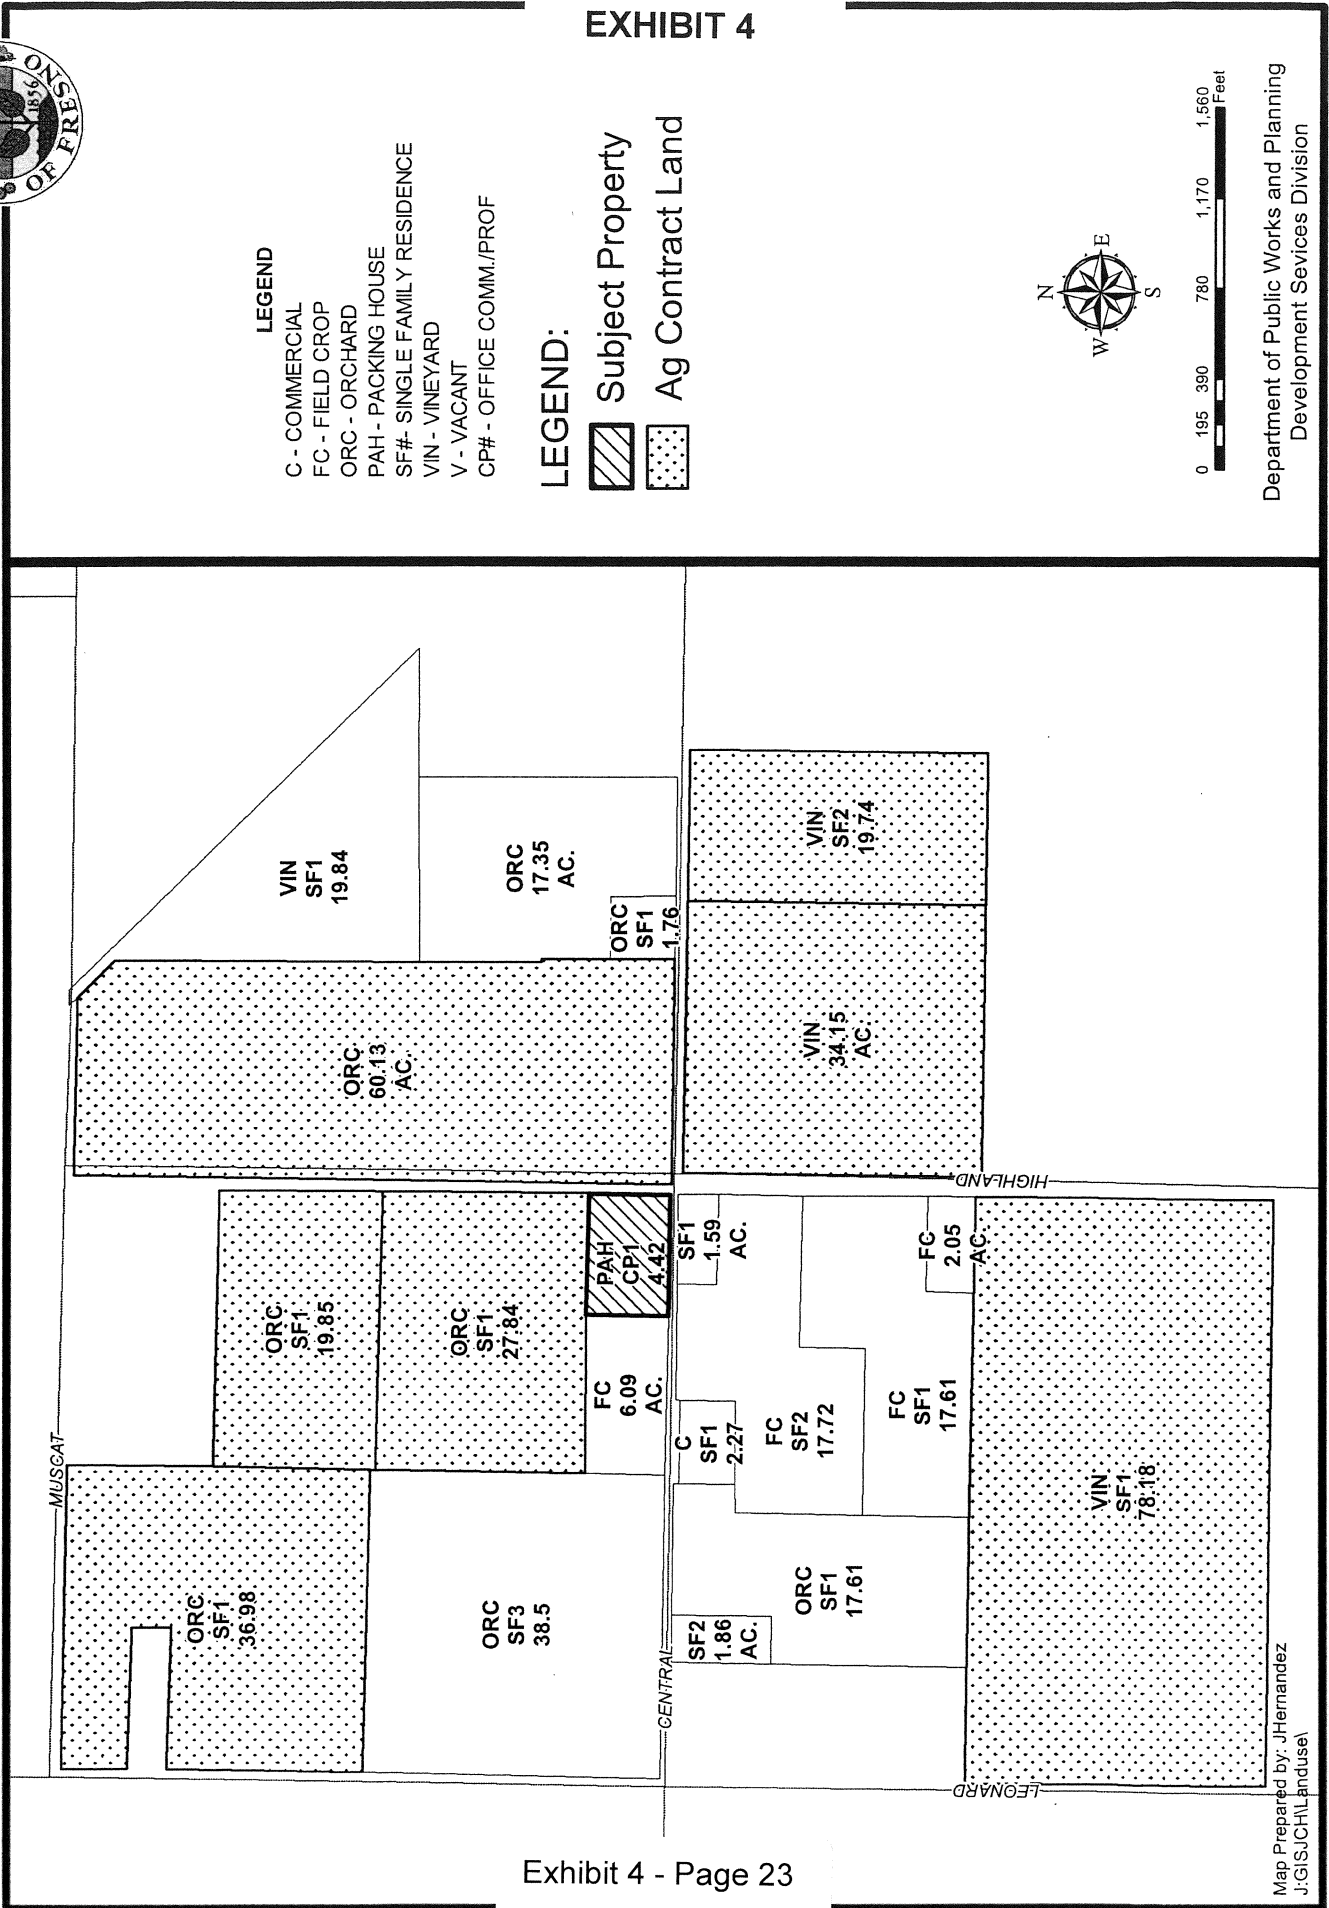 EXHIBIT 4
OF FRESNO
1856
LEGEND
C - COMMERCIAL
FC - FIELD CROP
ORC - ORCHARD
PAH - PACKING HOUSE
SF#- SINGLE FAMILY RESIDENCE
VIN - VINEYARD
V - VACANT
CP# - OFFICE COMM./PROF
LEGEND:
Subject Property
Ag Contract Land
N
W
E
S
0 195 390 780 1,170 1,560
Feet
Department of Public Works and Planning
Development Sevices Division
MUSCAT
ORC
SF1
36.98
ORC
SF1
19.85
ORC
60.13
AC.
VIN
SF1
19.84
ORC
SF3
38.5
ORC
SF1
27.84
ORC
17.35
AC.
FC
6.09
AC.
PAH
CP1
4.42
ORC
SF1
1.76
CENTRAL
SF2
1.86
AC.
ORC
SF1
17.61
C
SF1
2.27
FC
SF2
17.72
SF1
1.59
AC.
FC
SF1
17.61
FC
2.05
AC.
VIN
34.15
AC.
VIN
SF2
19.74
HIGHLAND
LEONARD
VIN
SF1
78.18
Map Prepared by: JHernandez
J:GISJCH\Landuse\
Exhibit 4 - Page 23